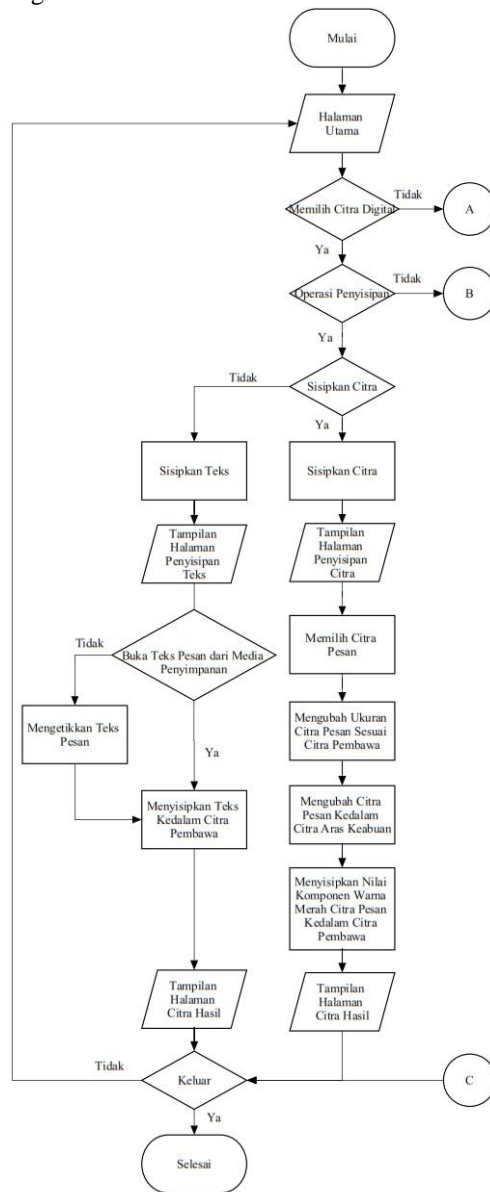 Mulai
Halaman
Utama
Memilih Citra Digital
Tidak
A
Ya
Operasi Penyisipan
Tidak
B
Ya
Sisipkan Citra
Tidak
Ya
Sisipkan Teks
Tampilan
Halaman
Penyisipan
Teks
Buka Teks Pesan dari Media
Penyimpanan
Tidak
Mengetikkan Teks
Pesan
Ya
Menyisipkan Teks
Kedalam Citra
Pembawa
Tampilan
Halaman
Citra Hasil
Sisipkan Citra
Tampilan
Halaman
Penyisipan
Citra
Memilih Citra
Pesan
Mengubah Ukuran
Citra Pesan Sesuai
Citra Pembawa
Mengubah Citra
Pesan Kedalam
Citra Aras Keabuan
Menyisipkan Nilai
Komponen Warna
Merah Citra Pesan
Kedalam Citra
Pembawa
Tampilan
Halaman
Citra Hasil
Tidak
Keluar
C
Ya
Selesai